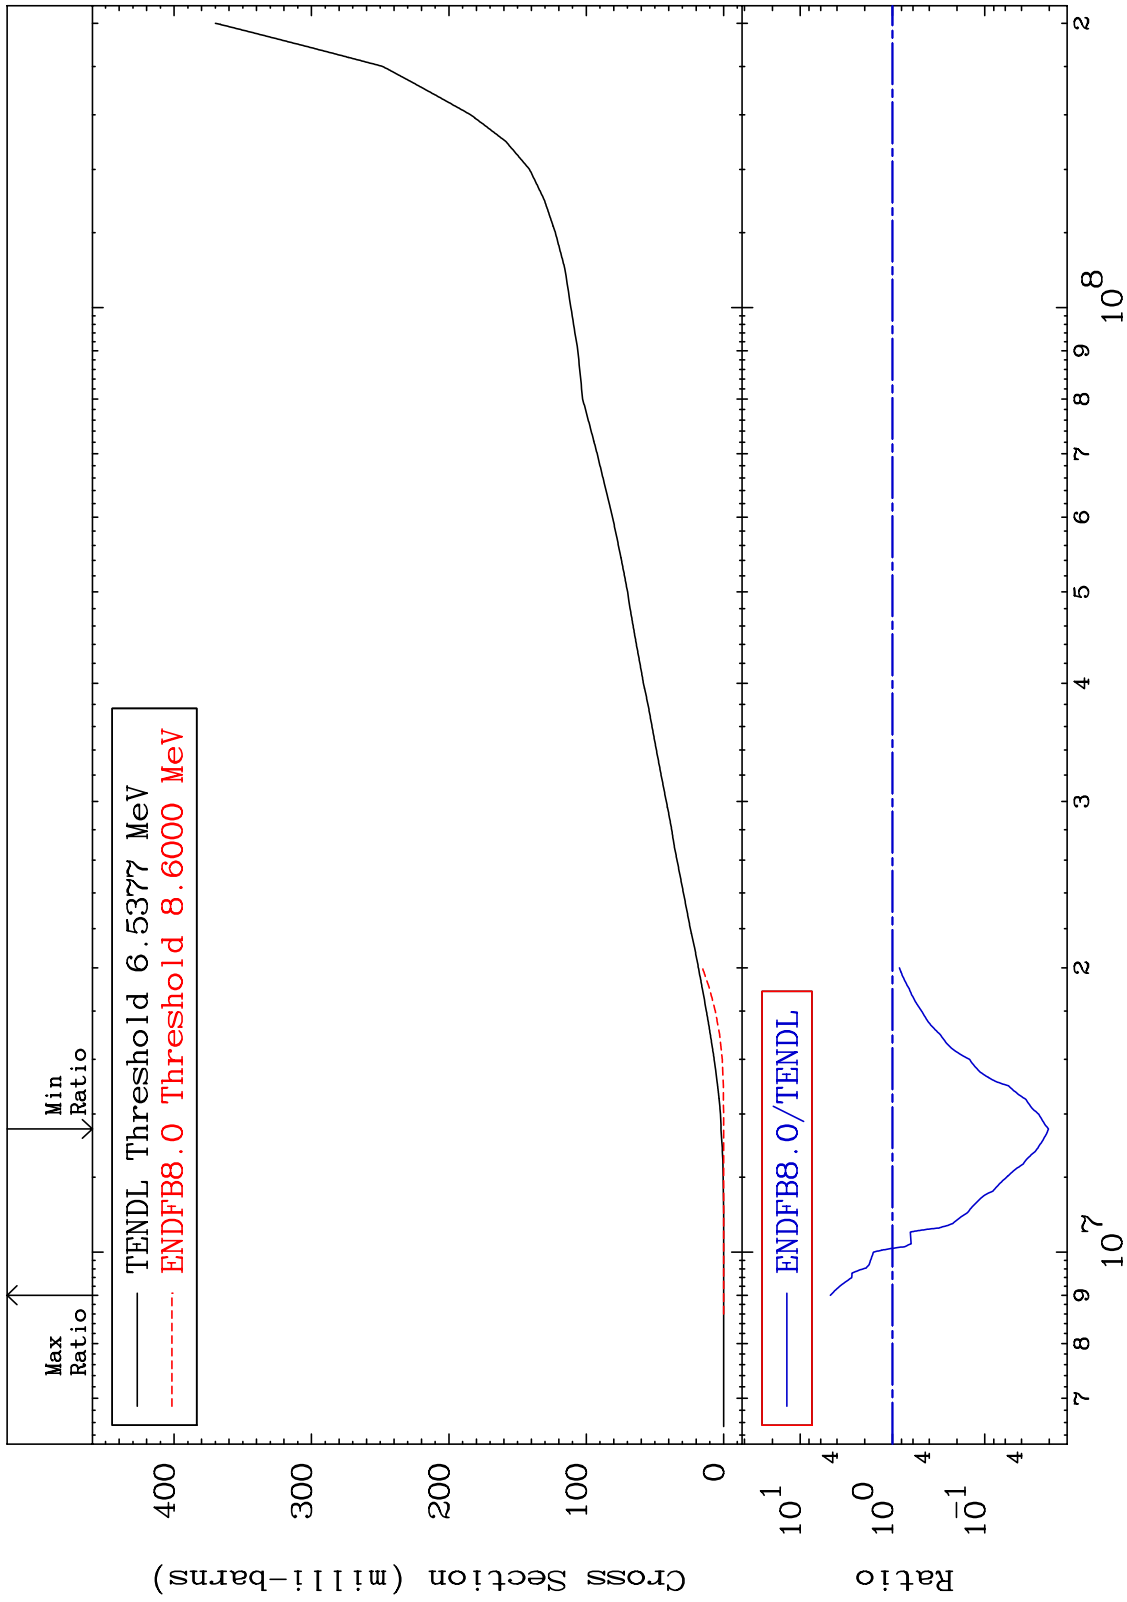 Max
Ratio
Min
Ratio
TENDL Threshold 6.5377 MeV
ENDFB8.0 Threshold 8.6000 MeV
Cross Section (milli-barns)
400
300
200
100
0
ENDFB8.0/TENDL
Ratio
10^1
4
10^0
4
10^-1
4
7
8
9
10^7
2
3
4
5
6
7
8
9
10^8
2